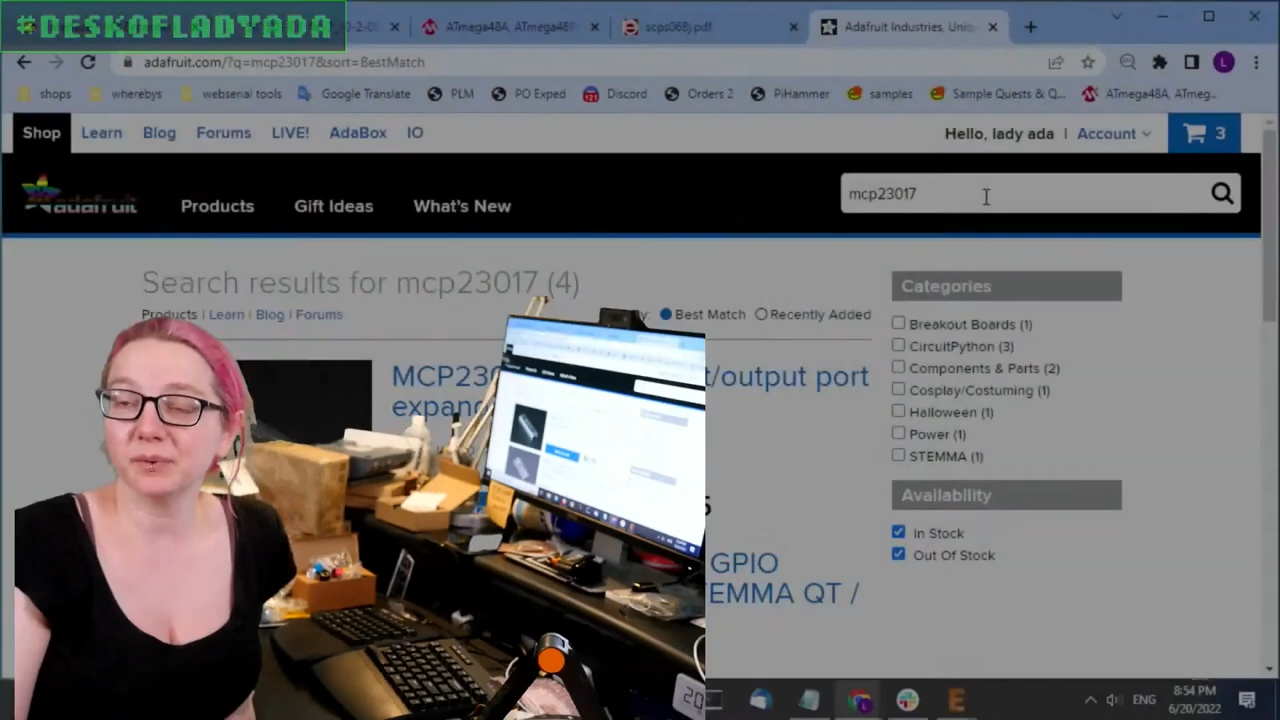 #DESKOFLADYADA
ATmega48A, ATmega
scps068j.pdf
Adafruit Industries, Uniq
adafruit.com/?q=mcp23017&sort=BestMatch
shops
whereby's
webserial tools
Google Translate
PLM
PO Exped
Discord
Orders 2
PiHammer
samples
Sample Quests & Q...
ATmega48A, ATmeg...
Shop
Learn
Blog
Forums
LIVE!
AdaBox
IO
Hello, lady ada | Account
3
adafruit
Products
Gift Ideas
What's New
mcp23017
Search results for mcp23017 (4)
Products | Learn | Blog | Forums
Best Match
Recently Added
t/output port
GPIO
EMMA QT /
Categories
Breakout Boards (1)
CircuitPython (3)
Components & Parts (2)
Cosplay/Costuming (1)
Halloween (1)
Power (1)
STEMMA (1)
Availability
In Stock
Out Of Stock
ENG
8:54 PM
6/20/2022